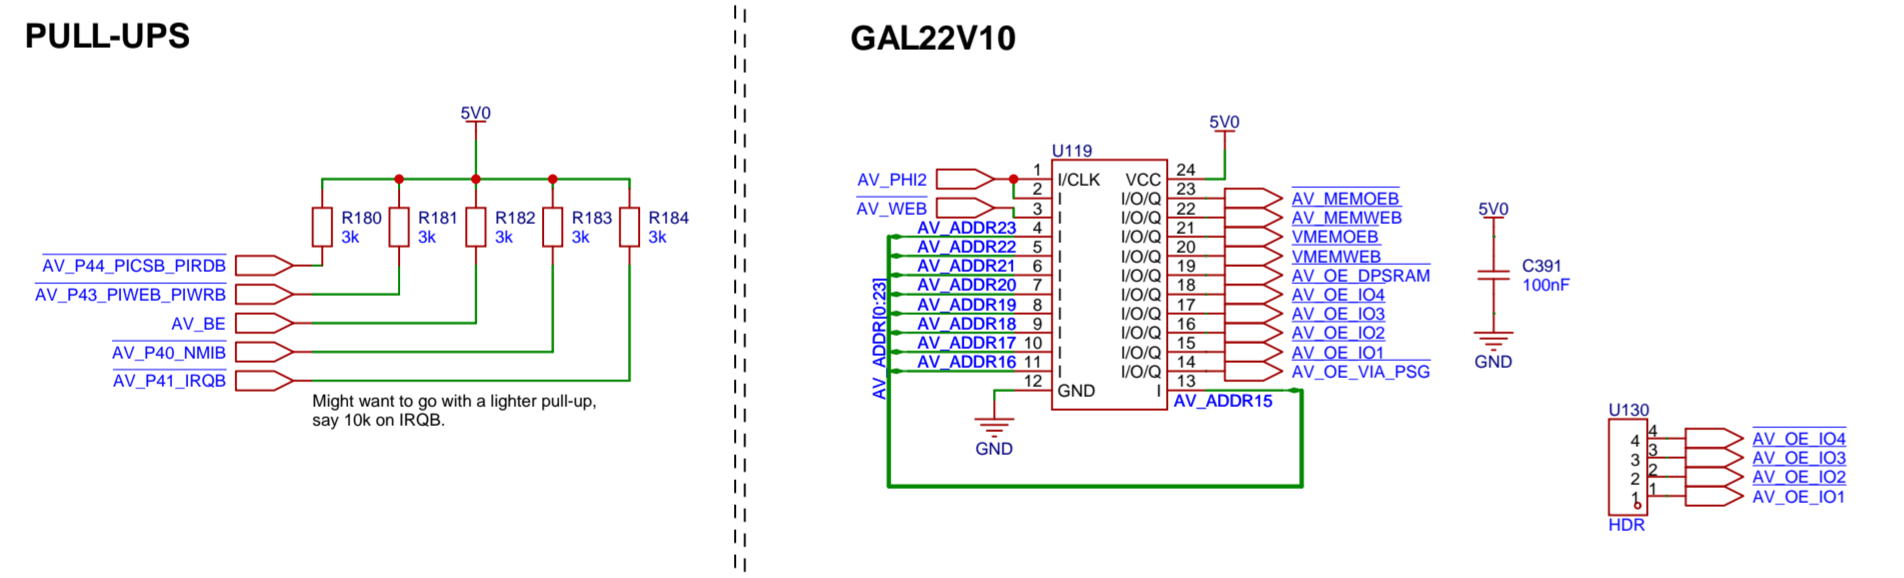 PULL-UPS
5V0
R180
3k
R181
3k
R182
3k
R183
3k
R184
3k
AV_P44_PICSB_PIRDB
AV_P43_PIWEB_PIWRB
AV_BE
AV_P40_NMIB
AV_P41_IRQB
Might want to go with a lighter pull-up,
say 10k on IRQB.
GAL22V10
5V0
U119
AV_PHI2
AV_WEB
AV_ADDR23
AV_ADDR22
AV_ADDR21
AV_ADDR20
AV_ADDR19
AV_ADDR18
AV_ADDR17
AV_ADDR16
AV_ADDR[0:23]
1
2
3
4
5
6
7
8
9
10
11
12
I/CLK
I
I
I
I
I
I
I
I
I
I
GND
VCC
I/O/Q
I/O/Q
I/O/Q
I/O/Q
I/O/Q
I/O/Q
I/O/Q
I/O/Q
I/O/Q
I/O/Q
I
24
23
22
21
20
19
18
17
16
15
14
13
AV_MEMOEB
AV_MEMWEB
VMEMOEB
VMEMWEB
AV_OE_DPSRAM
AV_OE_IO4
AV_OE_IO3
AV_OE_IO2
AV_OE_IO1
AV_OE_VIA_PSG
AV_ADDR15
GND
5V0
C391
100nF
GND
U130
4
3
2
1
4
3
2
1
AV_OE_IO4
AV_OE_IO3
AV_OE_IO2
AV_OE_IO1
HDR